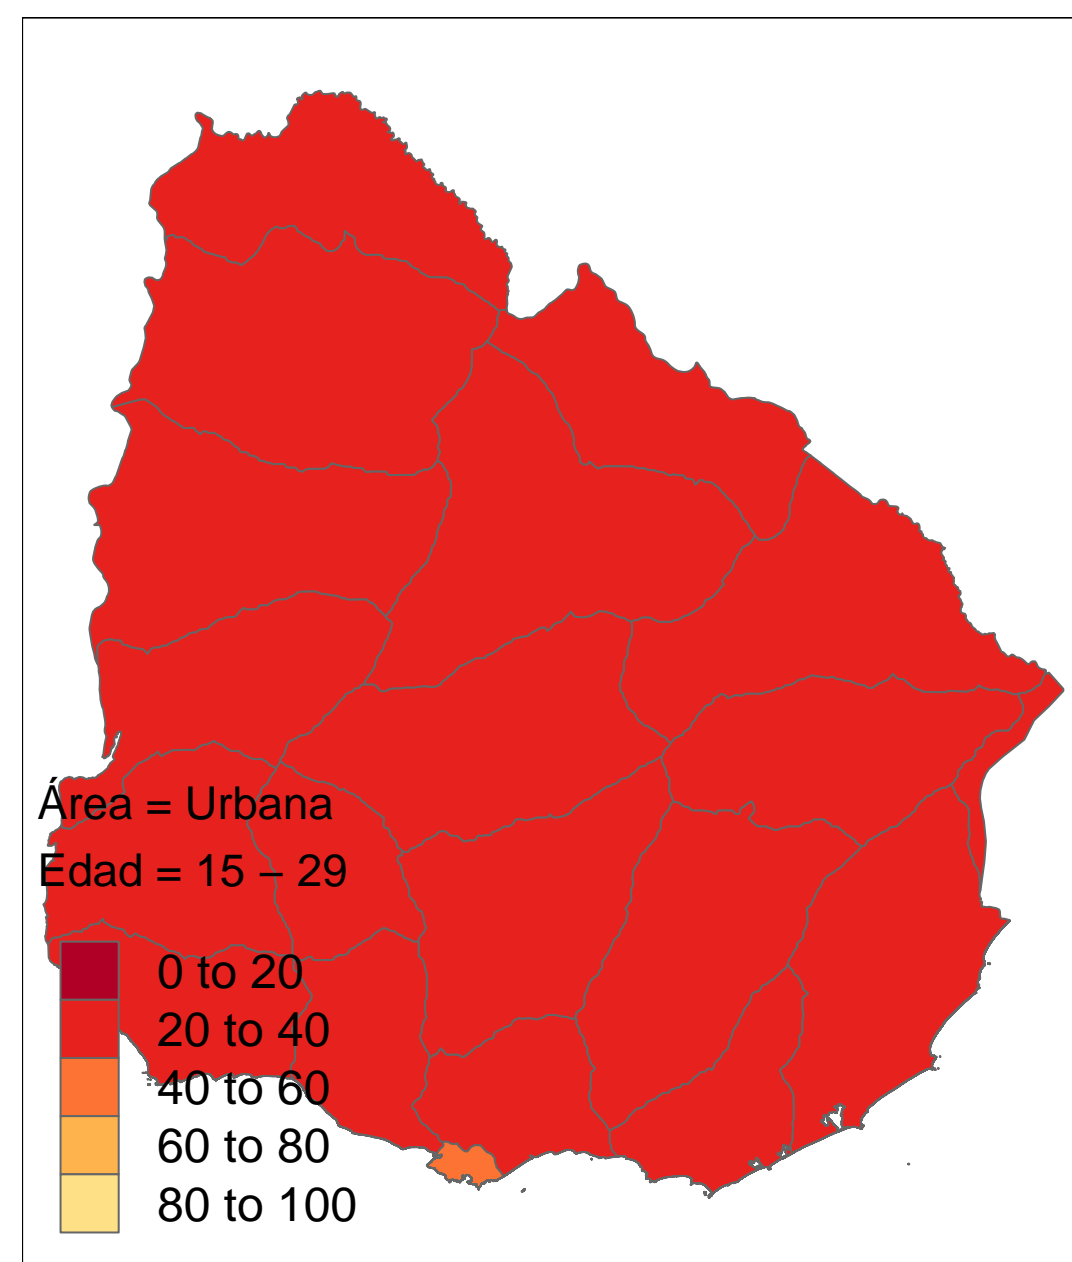 Área = Urbana
Edad = 15 – 29
0 to 20
20 to 40
40 to 60
60 to 80
80 to 100